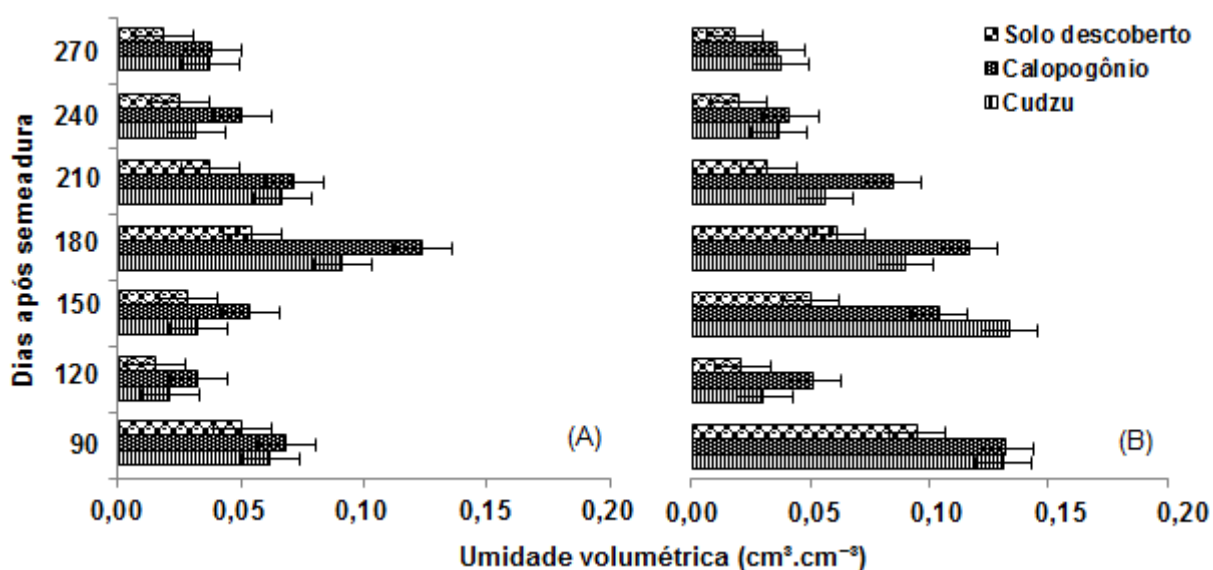 Dias após semeadura
270
240
210
180
150
120
90
(A)
0,00 0,05 0,10 0,15 0,20
Solo descoberto
Calopogônio
Cudzu
(B)
0,00 0,05 0,10 0,15 0,20
Umidade volumétrica (cm³.cm⁻³)